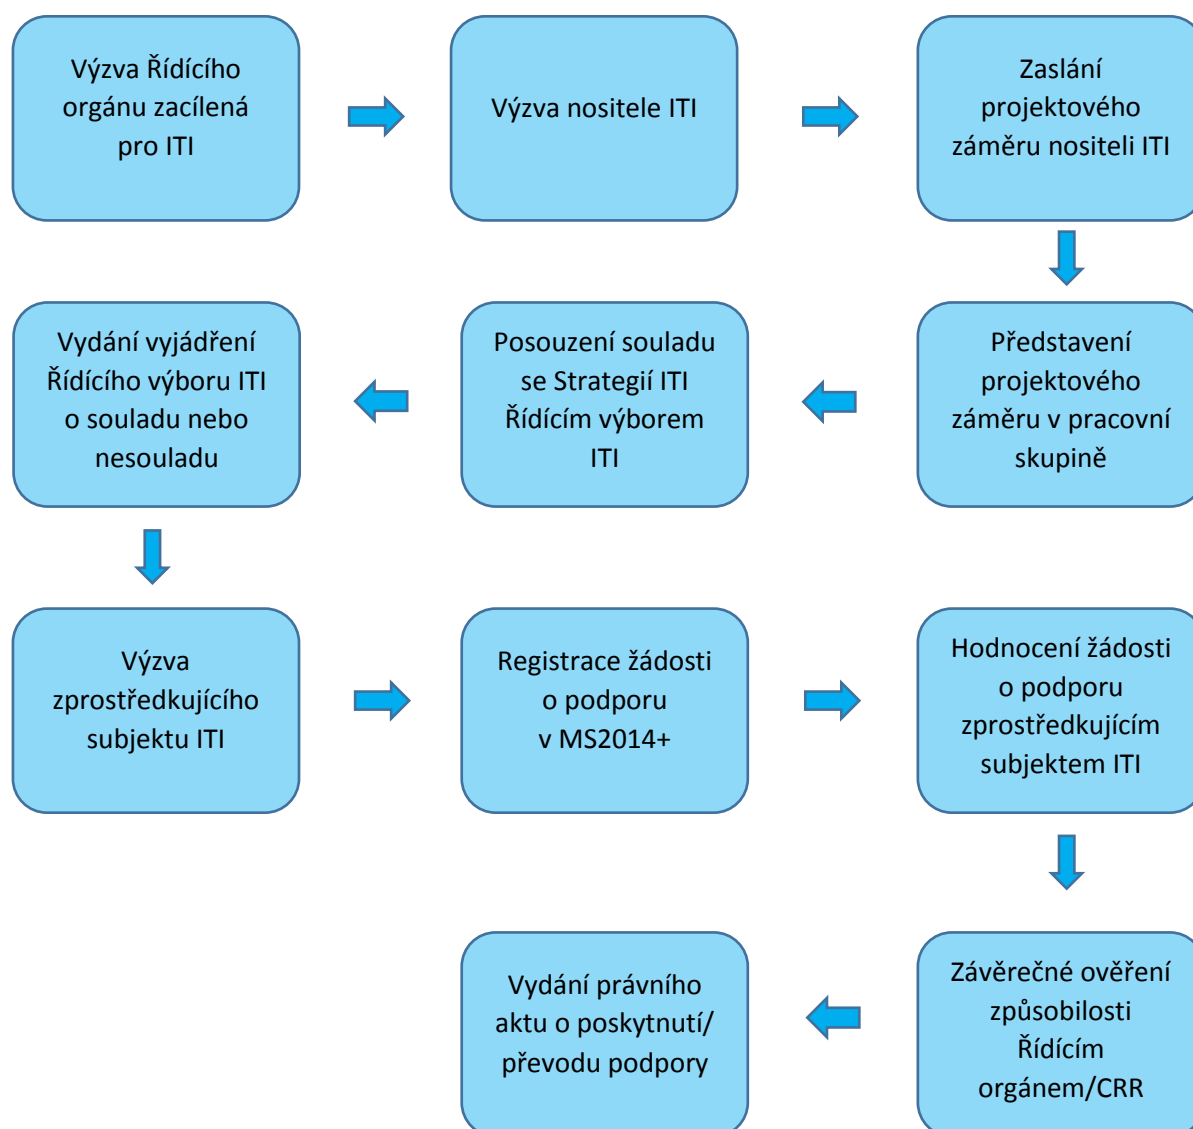 Výzva Řídícího
orgánu zacílená
pro ITI
Výzva nositele ITI
Zaslání
projektového
záměru nositeli ITI
Představení
projektového
záměru v pracovní
skupině
Posouzení souladu
se Strategií ITI
Řídícím výborem
ITI
Vydání vyjádření
Řídícího výboru ITI
o souladu nebo
nesouladu
Výzva
zprostředkujícího
subjektu ITI
Registrace žádosti
o podporu
v MS2014+
Hodnocení žádosti
o podporu
zprostředkujícím
subjektem ITI
Závěrečné ověření
způsobilosti
Řídícím
orgánem/CRR
Vydání právního
aktu o poskytnutí/
převodu podpory